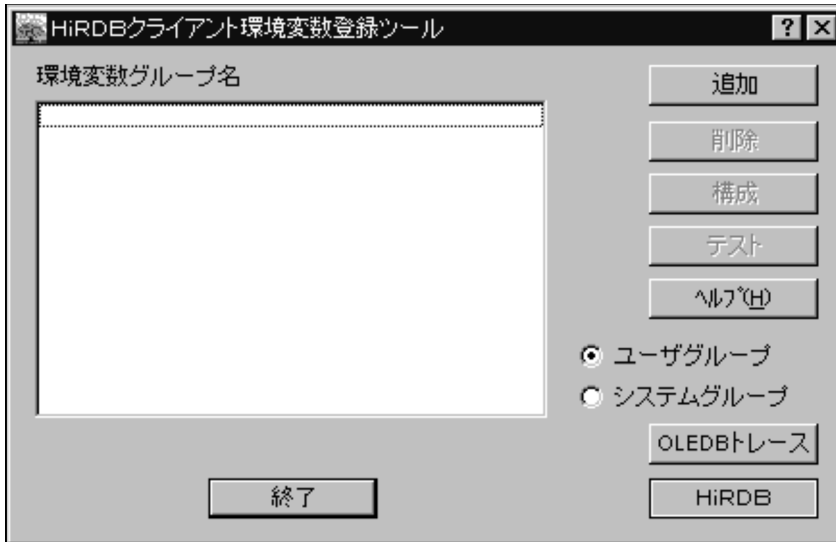 HiRDBクライアント環境変数登録ツール
環境変数グループ名
追加
削除
構成
テスト
ﾍﾙﾌﾟ(H)
ユーザグループ
システムグループ
OLEDBトレース
終了
HiRDB